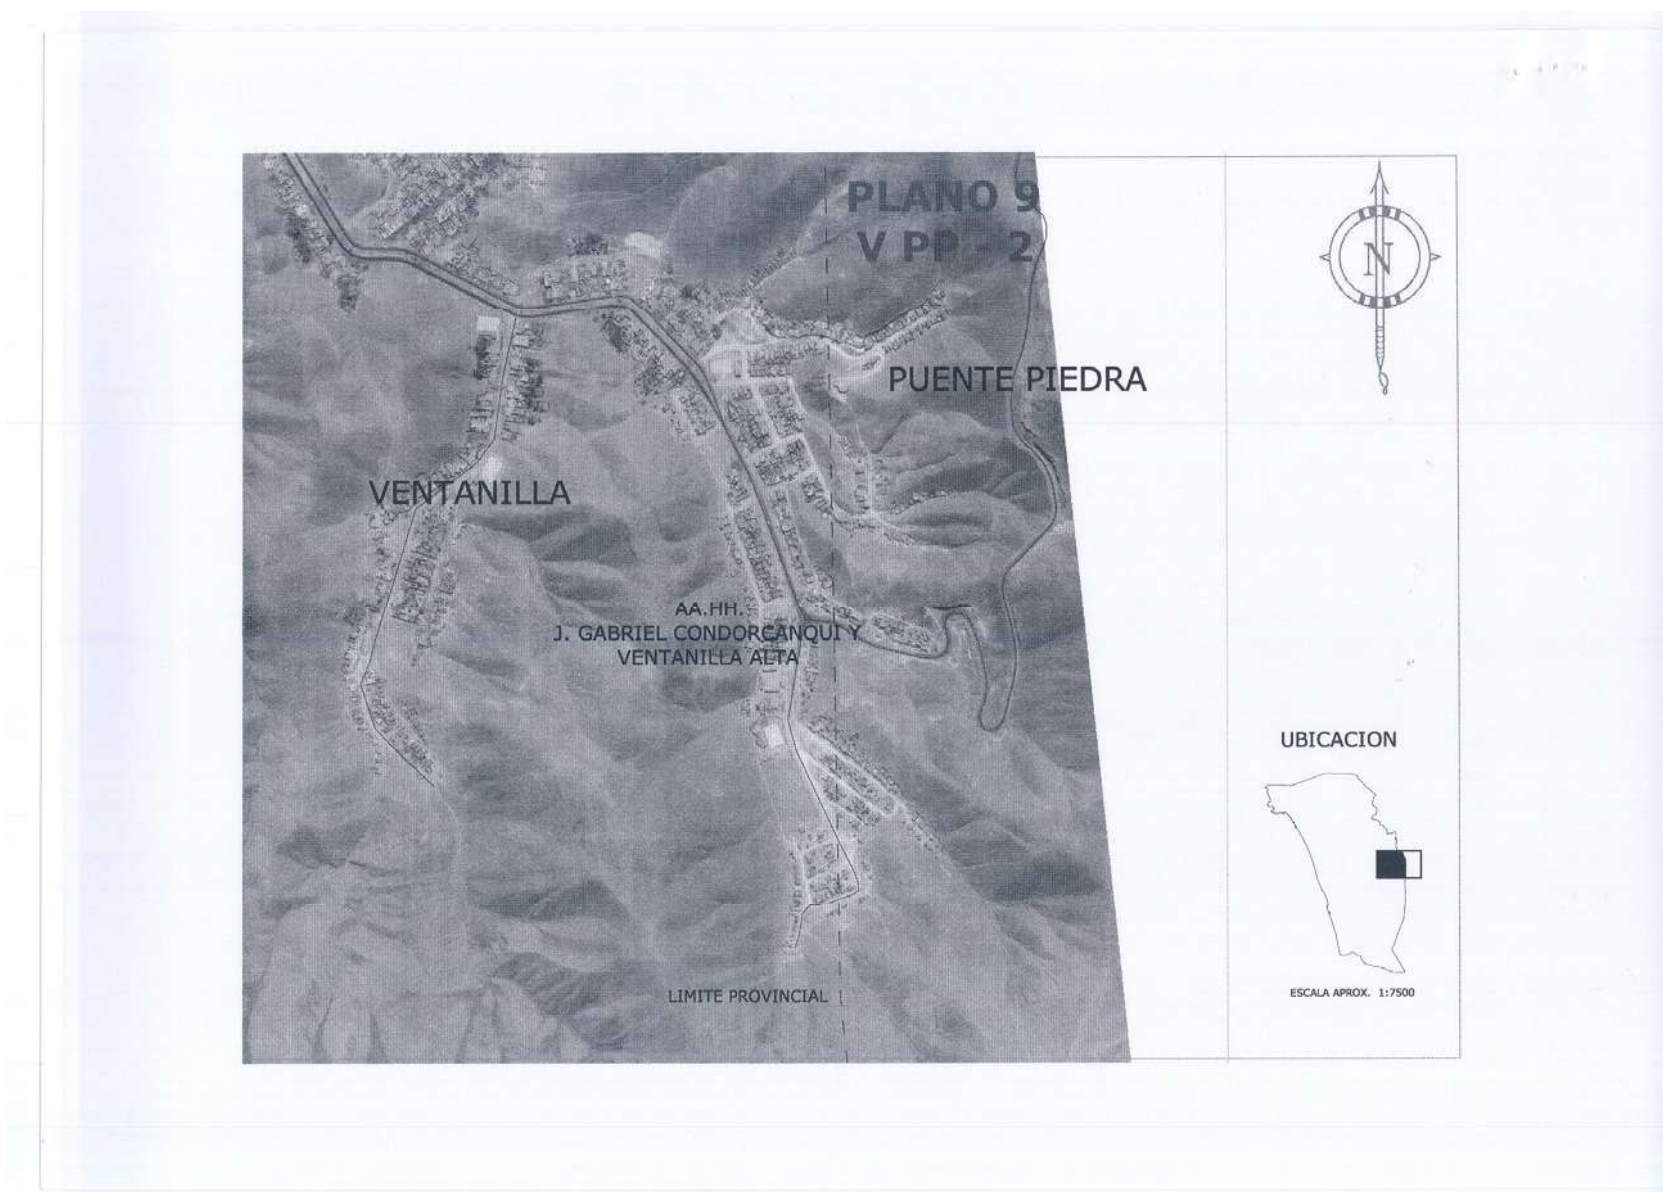 PLANO 9
V PP - 2
N
PUENTE PIEDRA
VENTANILLA
AA.HH.
J. GABRIEL CONDORCANQUI Y
VENTANILLA ALTA
UBICACION
LIMITE PROVINCIAL
ESCALA APROX. 1:7500